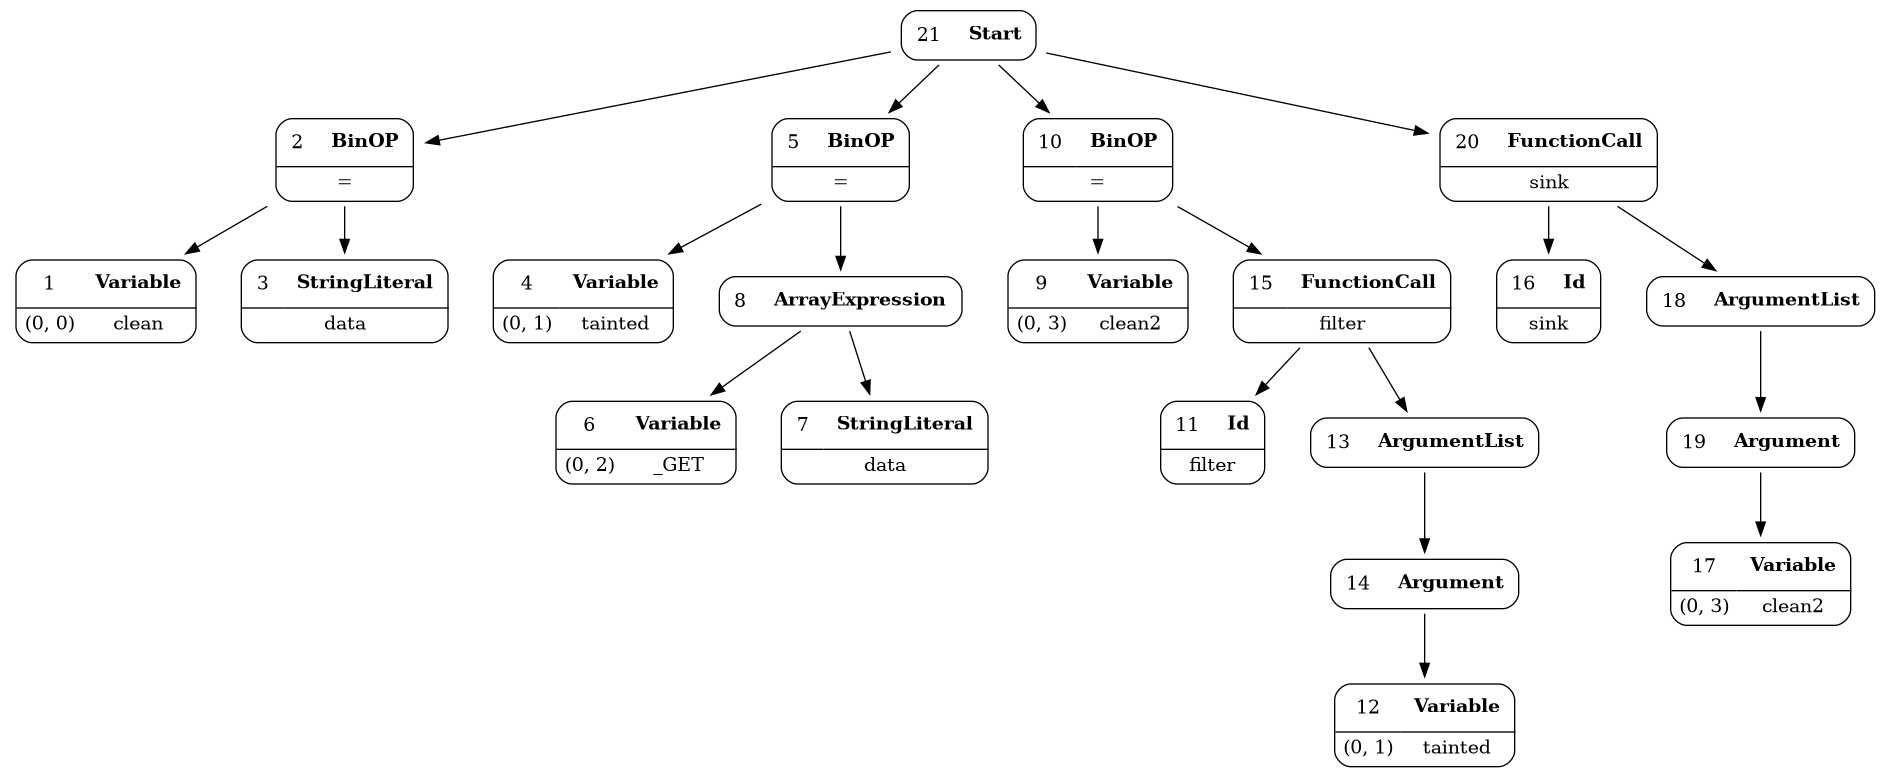 21 Start
2 BinOP
=
5 BinOP
=
10 BinOP
=
20 FunctionCall
sink
1 Variable
(0, 0) clean
3 StringLiteral
data
4 Variable
(0, 1) tainted
8 ArrayExpression
9 Variable
(0, 3) clean2
15 FunctionCall
filter
16 Id
sink
18 ArgumentList
6 Variable
(0, 2) _GET
7 StringLiteral
data
11 Id
filter
13 ArgumentList
19 Argument
14 Argument
17 Variable
(0, 3) clean2
12 Variable
(0, 1) tainted